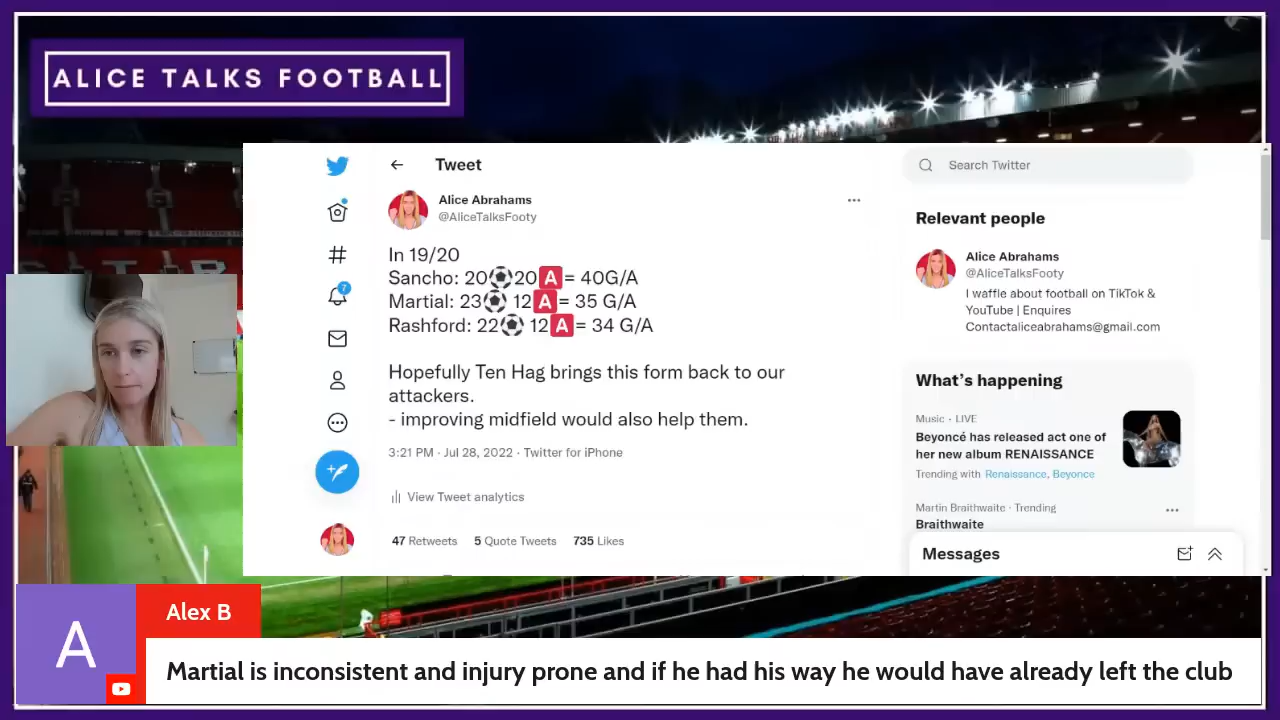 ALICE TALKS FOOTBALL
Tweet
Search Twitter
Alice Abrahams
@AliceTalksFooty
In 19/20
Sancho: 20⚽20🅰= 40G/A
Martial: 23⚽ 12🅰= 35 G/A
Rashford: 22⚽ 12🅰= 34 G/A
Hopefully Ten Hag brings this form back to our
attackers.
- improving midfield would also help them.
3:21 PM · Jul 28, 2022 · Twitter for iPhone
View Tweet analytics
47 Retweets 5 Quote Tweets 735 Likes
7
Relevant people
Alice Abrahams
@AliceTalksFooty
I waffle about football on TikTok &
YouTube | Enquires
Contactaliceabrahams@gmail.com
What's happening
Music · LIVE
Beyoncé has released act one of
her new album RENAISSANCE
Trending with Renaissance, Beyonce
Martin Braithwaite · Trending
Braithwaite
Messages
A
Alex B
Martial is inconsistent and injury prone and if he had his way he would have already left the club